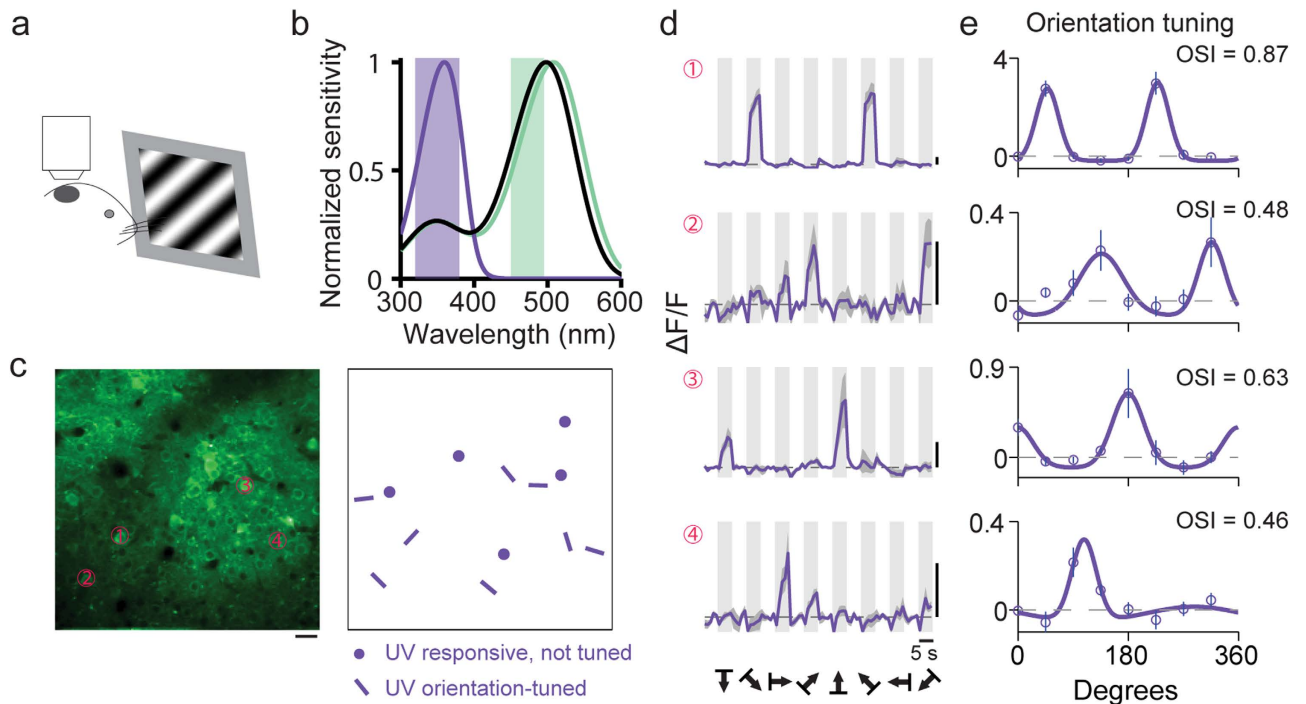 a
b
Normalized sensitivity
1
0.5
0
300 400 500 600
Wavelength (nm)
c
① ② ③ ④
UV responsive, not tuned
UV orientation-tuned
d
①
②
③
④
ΔF/F
5 s
e
Orientation tuning
OSI = 0.87
4
0
OSI = 0.48
0.4
0
OSI = 0.63
0.9
0
OSI = 0.46
0.4
0
0 180 360
Degrees